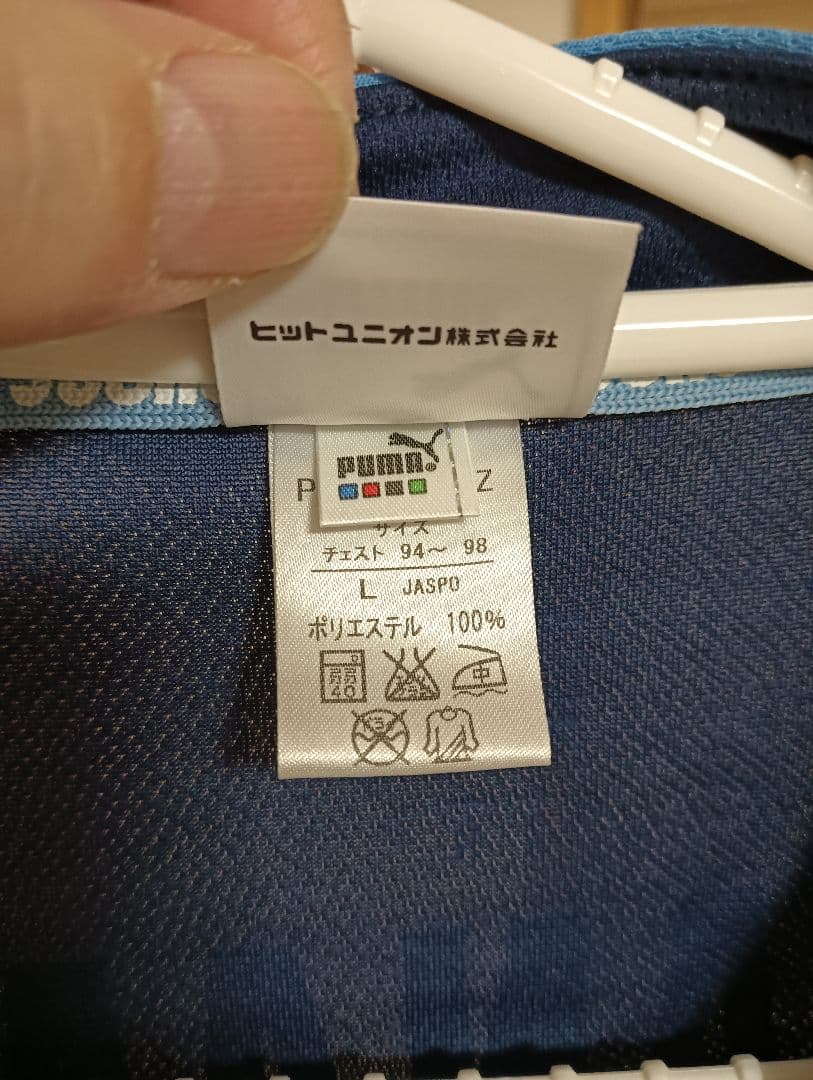 ヒットユニオン株式会社
PUMA®
P Z
サイズ
チェスト 94〜 98
L JASPO
ポリエステル 100%
40
中